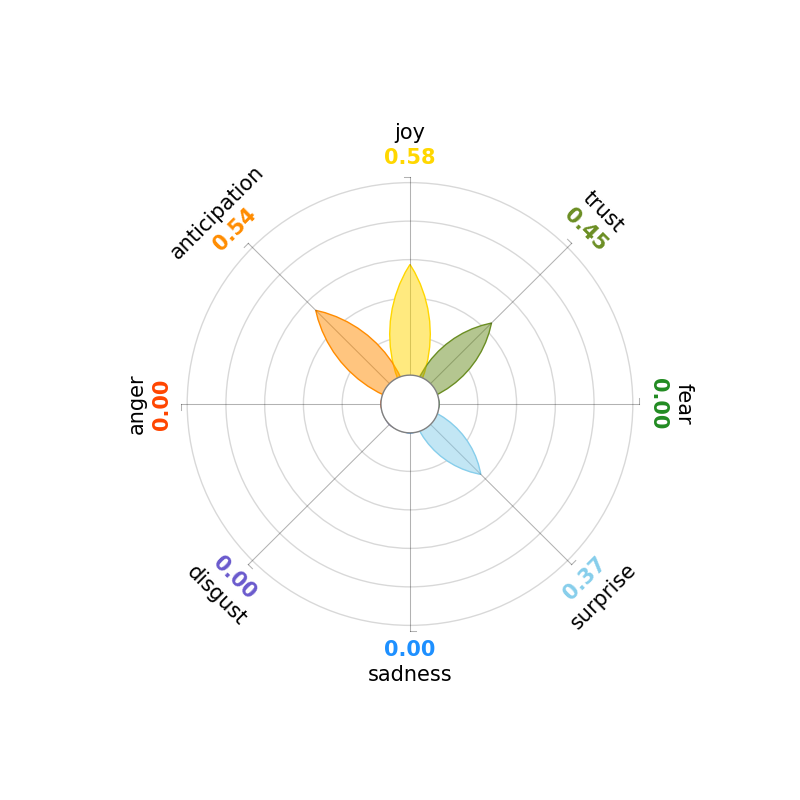 joy
0.58
anticipation
0.54
trust
0.45
anger
0.00
fear
0.00
disgust
0.00
surprise
0.37
0.00
sadness